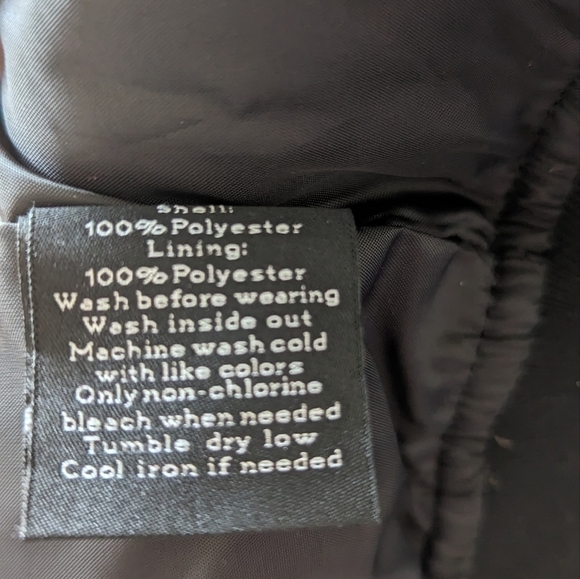 Shell:
100% Polyester
Lining:
100% Polyester
Wash before wearing
Wash inside out
Machine wash cold
with like colors
Only non-chlorine
bleach when needed
Tumble dry low
Cool iron if needed